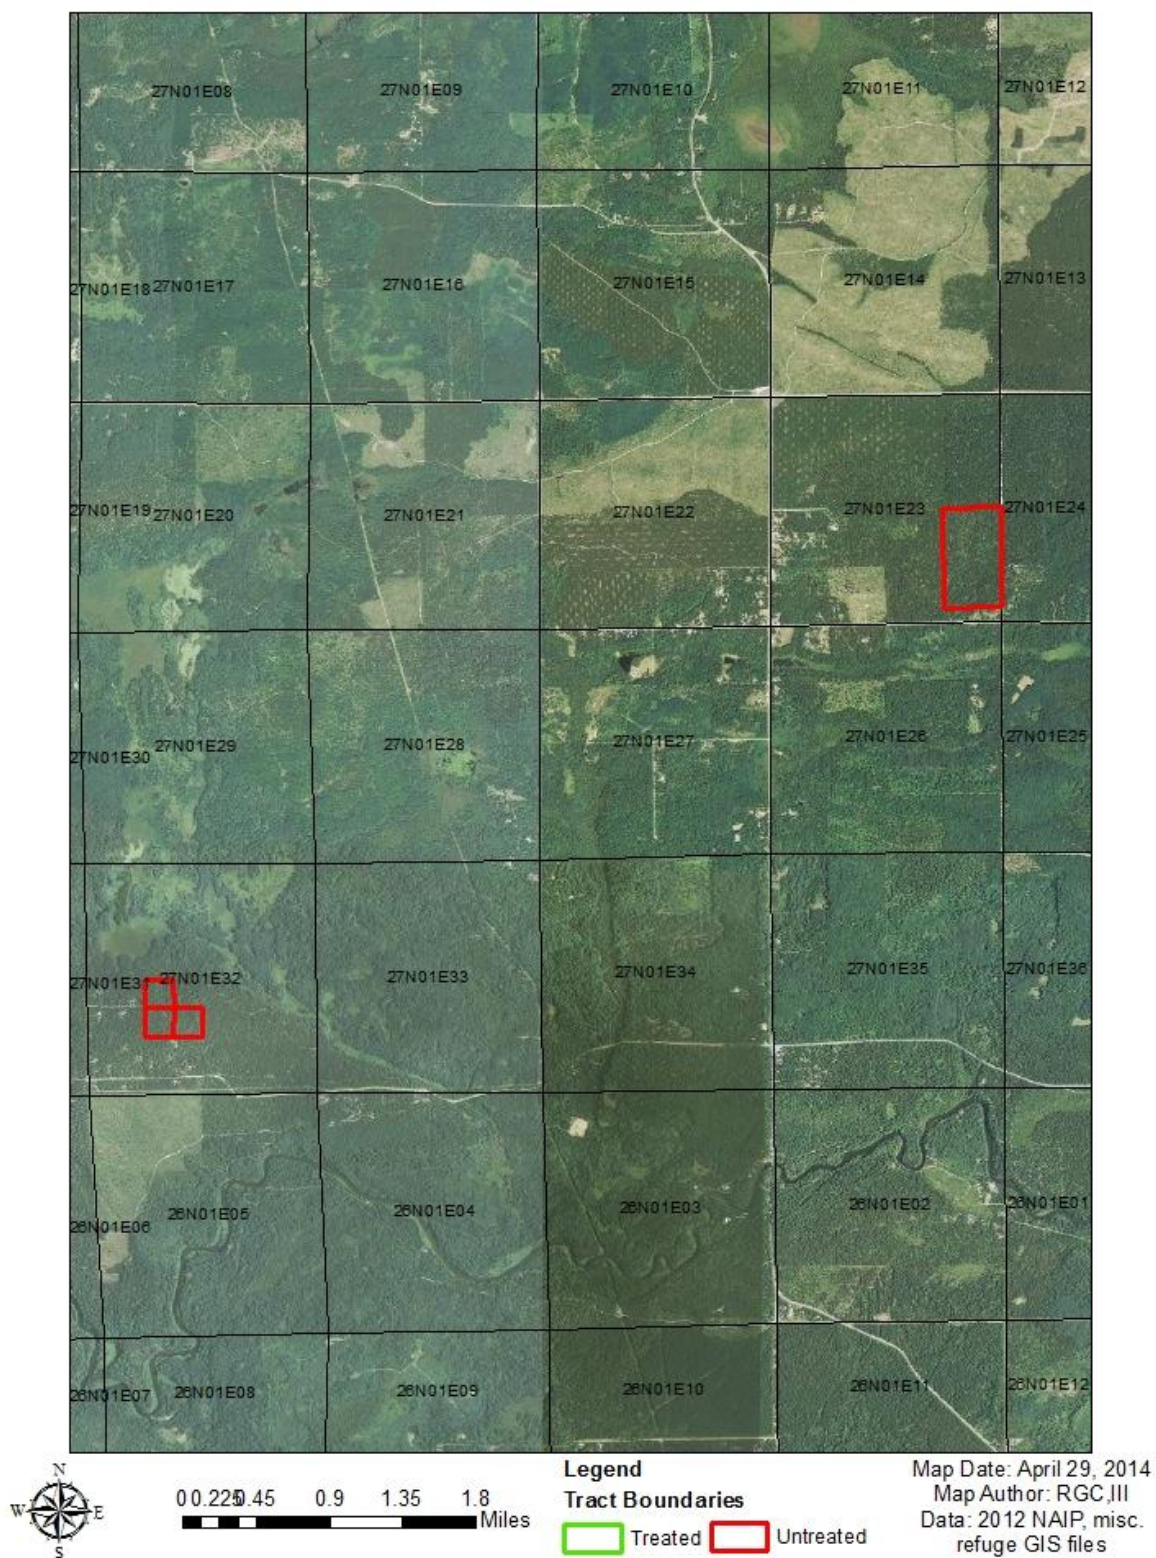 27N01E08 27N01E09 27N01E10 27N01E11 27N01E12
27N01E18 27N01E17 27N01E16 27N01E15 27N01E14 27N01E13
27N01E19 27N01E20 27N01E21 27N01E22 27N01E23 27N01E24
27N01E30 27N01E29 27N01E28 27N01E27 27N01E26 27N01E25
27N01E31 27N01E32 27N01E33 27N01E34 27N01E35 27N01E36
26N01E06 26N01E05 26N01E04 26N01E03 26N01E02 26N01E01
26N01E07 26N01E08 26N01E09 26N01E10 26N01E11 26N01E12
N
W E
S
0 0.225 0.45 0.9 1.35 1.8
Miles
Legend
Tract Boundaries
Treated Untreated
Map Date: April 29, 2014
Map Author: RGC,III
Data: 2012 NAIP, misc.
refuge GIS files